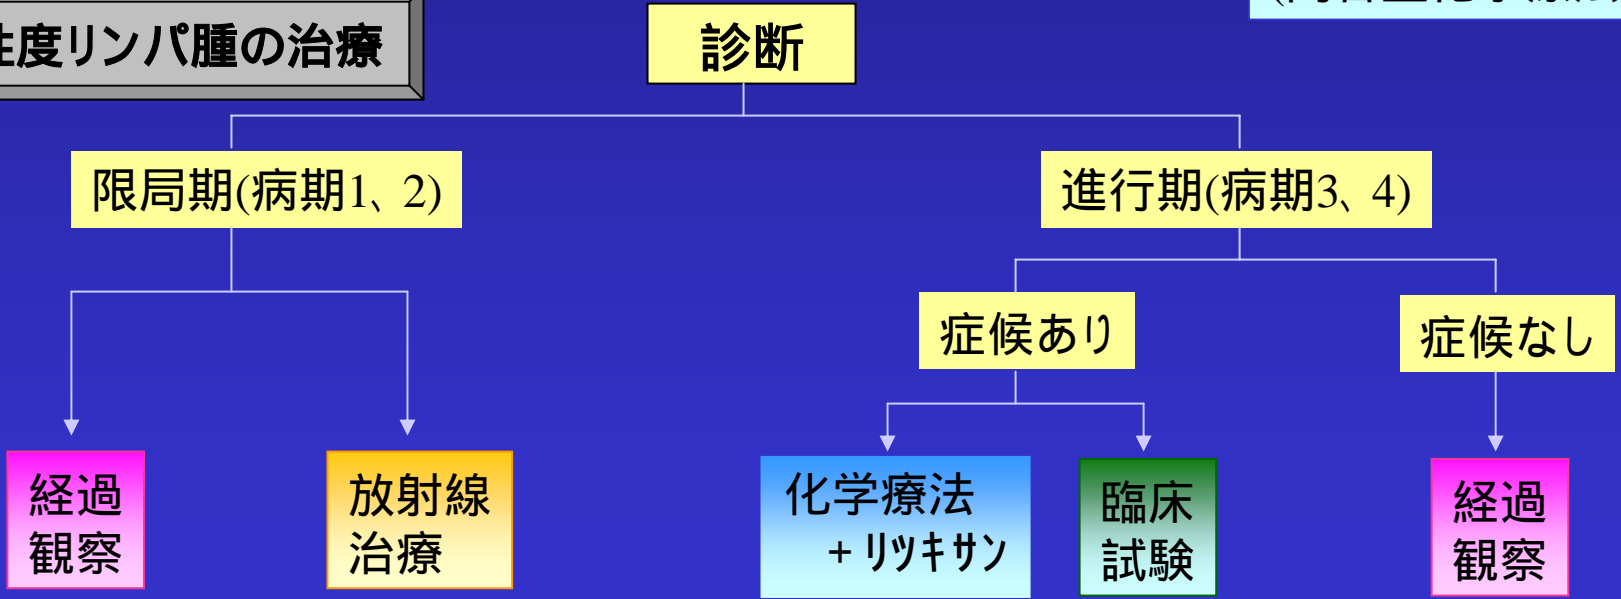 性度リンパ腫の治療
診断
限局期(病期1、2)
進行期(病期3、4)
症候あり
症候なし
経過
観察
放射線
治療
化学療法
+ リツキサン
臨床
試験
経過
観察